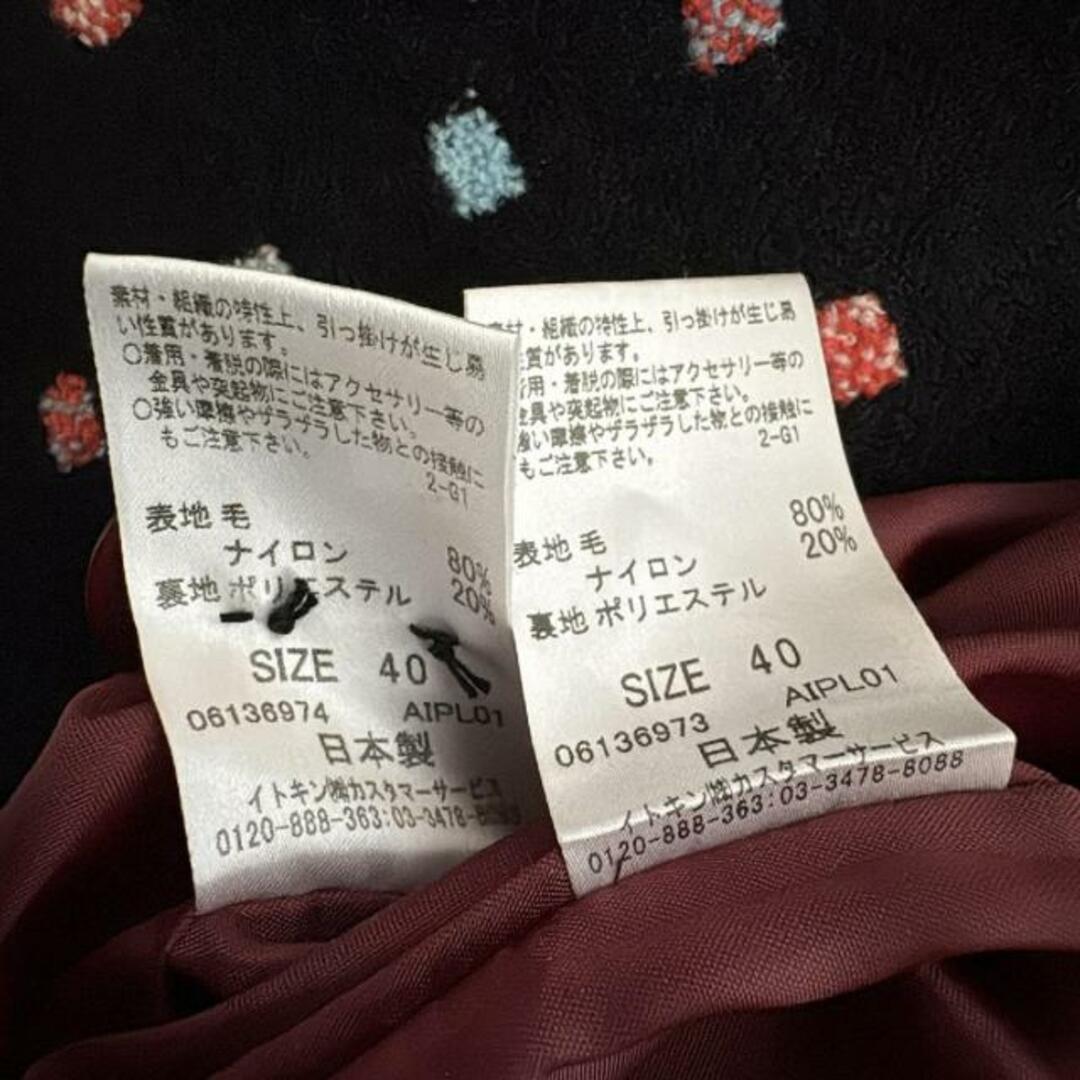 素材・組織の特性上、引っ掛けが生じ易
い性質があります。
○着用・着脱の際にはアクセサリー等の
金具や突起物にご注意下さい。
○強い摩擦やザラザラした物との接触に
もご注意下さい。
2-G1
表地 毛 80%
ナイロン 20%
裏地 ポリエステル
SIZE 40
06136974 AIPL01
日本製
イトキン㈱カスタマーサービス
0120-888-363:03-3478-
材・組織の特性上、引っ掛けが生じ易
性質があります。
用・着脱の際にはアクセサリー等の
金具や突起物にご注意下さい。
強い摩擦やザラザラした物との接触に
もご注意下さい。
2-G1
表地 毛 80%
ナイロン 20%
裏地 ポリエステル
SIZE 40
06136973 AIPL01
日本製
イトキン㈱カスタマーサービス
0120-888-363:03-3478-8088